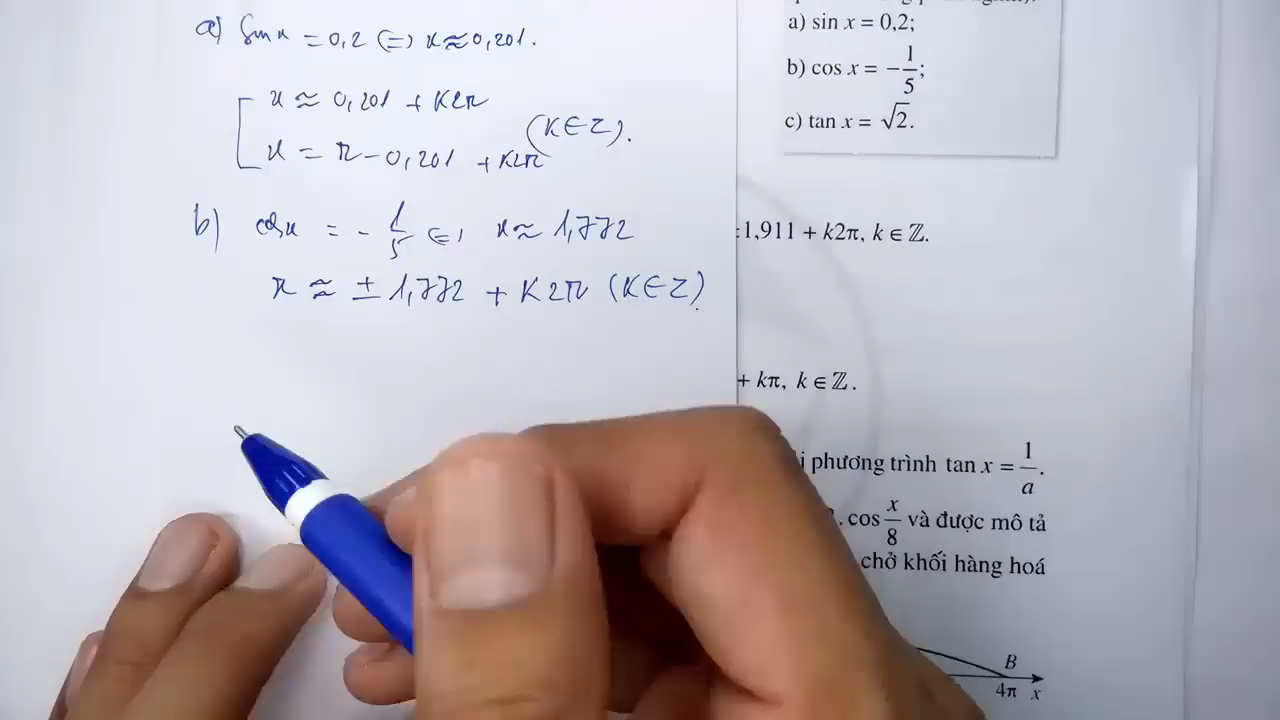 a) sin x = 0,2 ⇔ x ≈ 0,201.
x ≈ 0,201 + k2π
x = π - 0,201 + k2π (k ∈ Z).
b) cos x = - 1/5 ⇔ x ≈ 1,772
x ≈ ± 1,772 + k2π (k ∈ Z).
a) sin x = 0,2;
b) cos x = −1/5;
c) tan x = √2.
1,911 + k2π, k ∈ ℤ.
+ kπ, k ∈ ℤ.
phương trình tan x = 1/a.
cos x/8 và được mô tả
chở khối hàng hoá
B
4π x